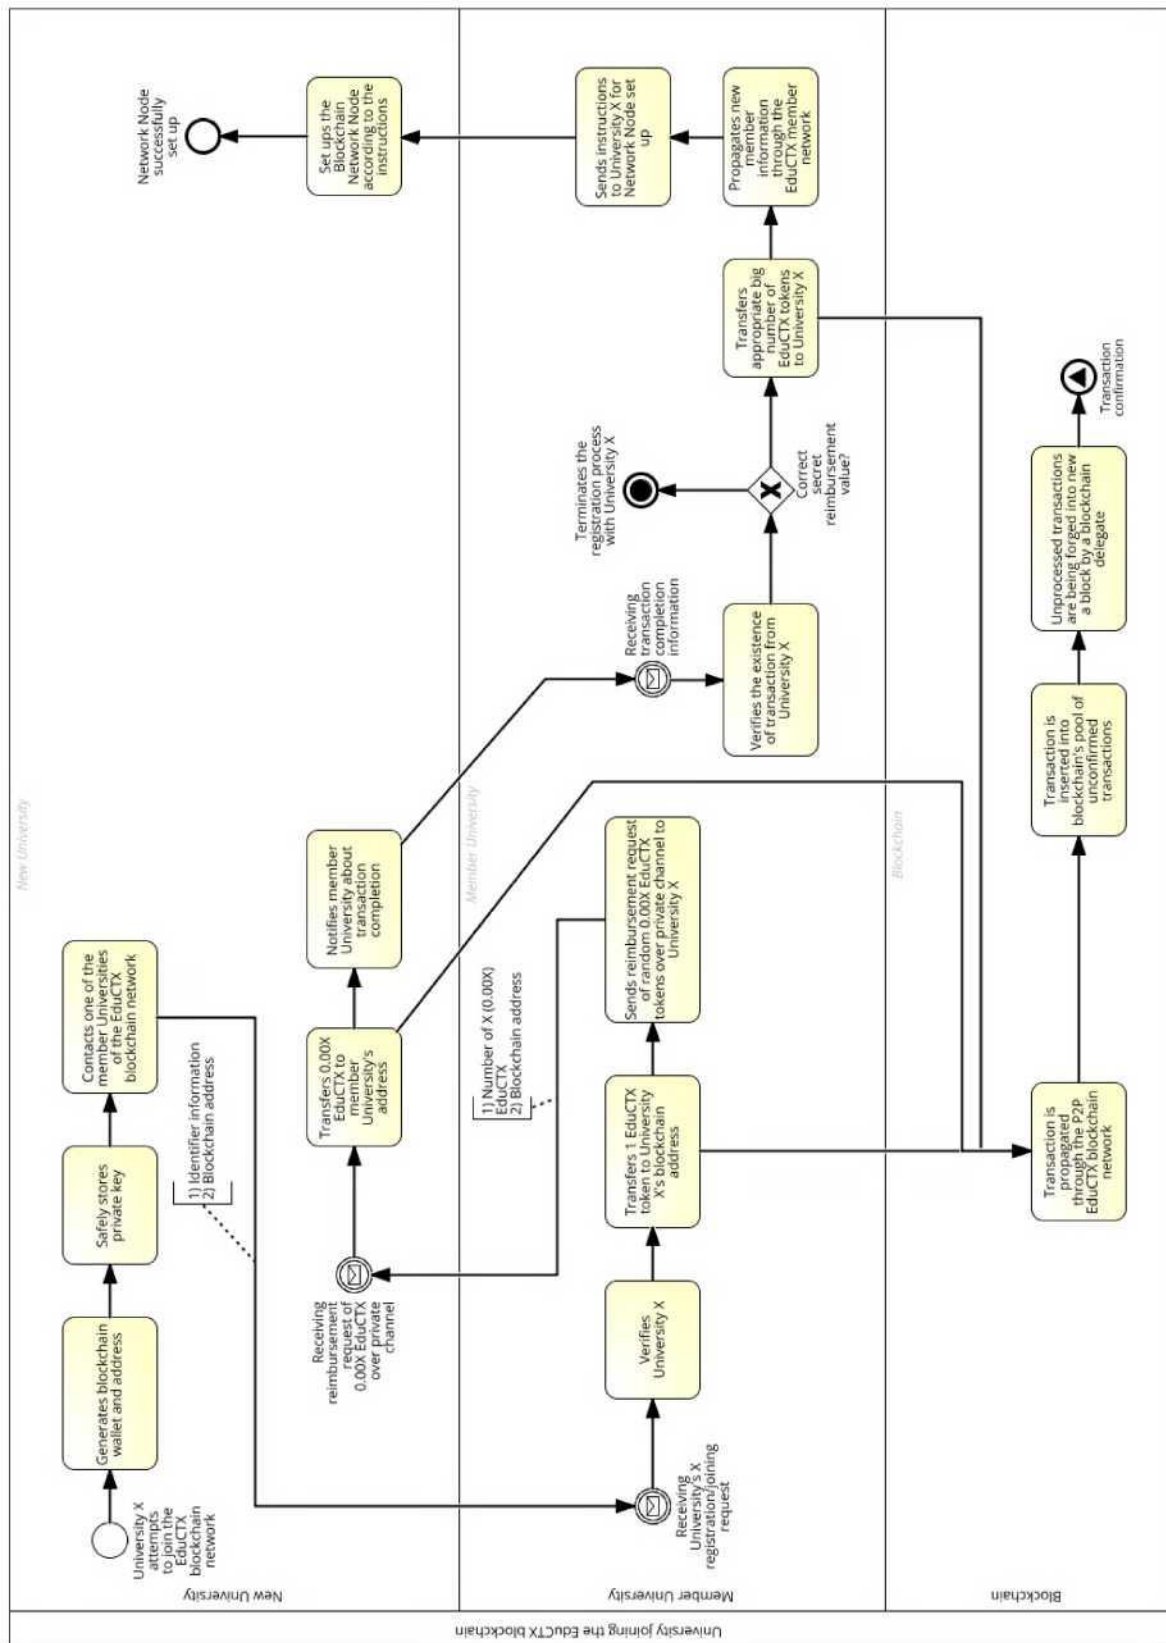 University joining the EduCTX blockchain
New University
New University
University X
attempts
to join the
EduCTX
blockchain
network
Generates blockchain
wallet and address
Safely stores
private key
Contacts one of the
member Universities
of the EduCTX
blockchain network
1) Identifier information
2) Blockchain address
Receiving
reimbursement
request of
0.00X EduCTX
over private
channel
Transfers 0.00X
EduCTX to
member
University's
address
Notifies member
University about
transaction
completion
Set ups the
Blockchain
Network Node
according to the
instructions
Network Node
successfully
set up
Member University
Member University
Receiving
University's X
registration/joining
request
Verifies
University X
Transfers 1 EduCTX
token to University
X's blockchain
address
1) Number of X (0.00X)
EduCTX
2) Blockchain address
Sends reimbursement request
of random 0.00X EduCTX
tokens over private channel to
University X
Receiving
transaction
completion
information
Verifies the existence
of transaction from
University X
Terminates the
registration process
with University X
X
Correct
secret
reimbursement
value?
Transfers
appropriate big
number of
EduCTX tokens
to University X
Propagates new
member
information
through the
EduCTX member
network
Sends instructions
to University X for
Network Node set
up
Blockchain
Blockchain
Transaction is
propagated
through the P2P
EduCTX blockchain
network
Transaction is
inserted into
blockchain's pool of
unconfirmed
transactions
Unprocessed transactions
are being forged into new
a block by a blockchain
delegate
Transaction
confirmation